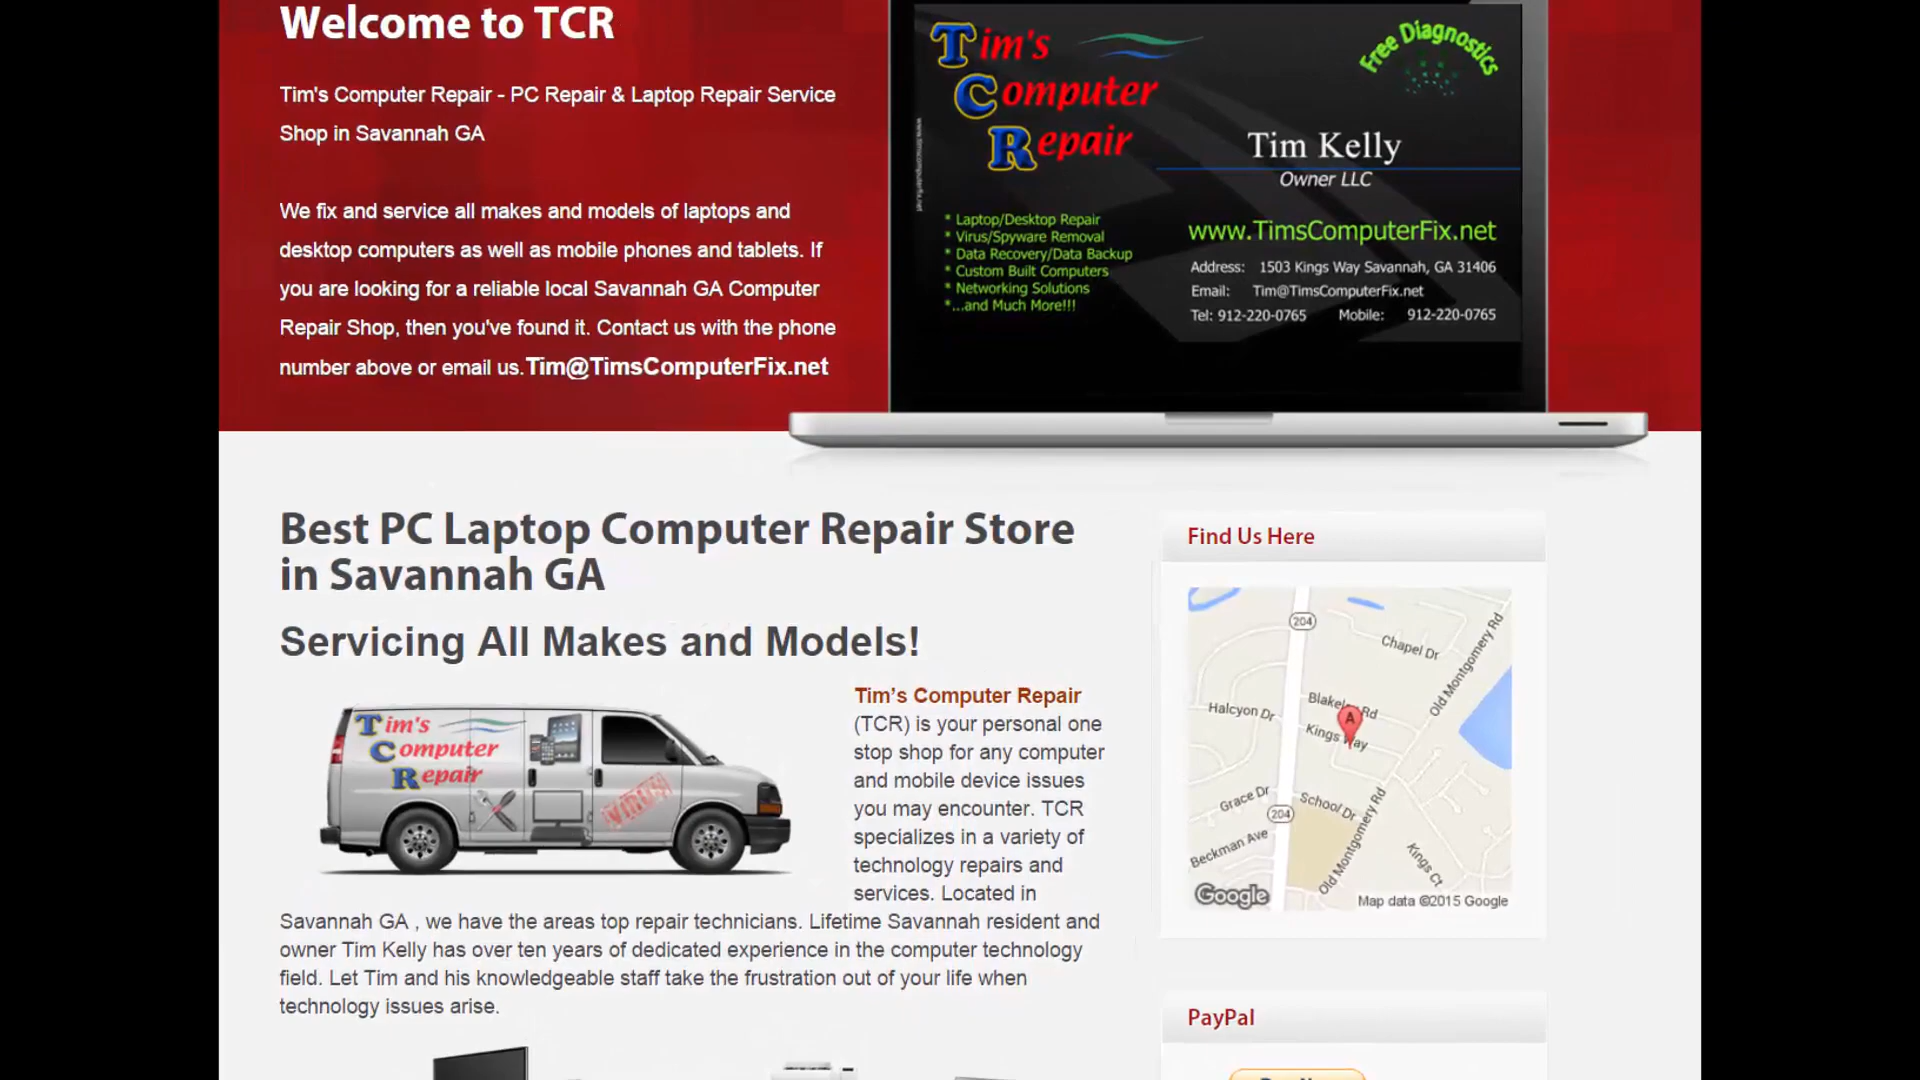 Welcome to TCR
Tim's Computer Repair - PC Repair & Laptop Repair Service
Shop in Savannah GA
We fix and service all makes and models of laptops and
desktop computers as well as mobile phones and tablets. If
you are looking for a reliable local Savannah GA Computer
Repair Shop, then you've found it. Contact us with the phone
number above or email us.Tim@TimsComputerFix.net
Tim's
Computer
Repair
Free Diagnostics
Tim Kelly
Owner LLC
* Laptop/Desktop Repair
* Virus/Spyware Removal
* Data Recovery/Data Backup
* Custom Built Computers
* Networking Solutions
*...and Much More!!!
www.TimsComputerFix.net
Address: 1503 Kings Way Savannah, GA 31406
Email: Tim@TimsComputerFix.net
Tel: 912-220-0765 Mobile: 912-220-0765
Best PC Laptop Computer Repair Store
in Savannah GA
Servicing All Makes and Models!
Tim's
Computer
Repair
VIRUS
Tim’s Computer Repair
(TCR) is your personal one
stop shop for any computer
and mobile device issues
you may encounter. TCR
specializes in a variety of
technology repairs and
services. Located in
Savannah GA , we have the areas top repair technicians. Lifetime Savannah resident and
owner Tim Kelly has over ten years of dedicated experience in the computer technology
field. Let Tim and his knowledgeable staff take the frustration out of your life when
technology issues arise.
Find Us Here
204
Chapel Dr
Old Montgomery Rd
Halcyon Dr
Blakeley Rd
A
Kings Way
Grace Dr
School Dr
204
Beckman Ave
Old Montgomery Rd
Kings Ct
Google
Map data ©2015 Google
PayPal